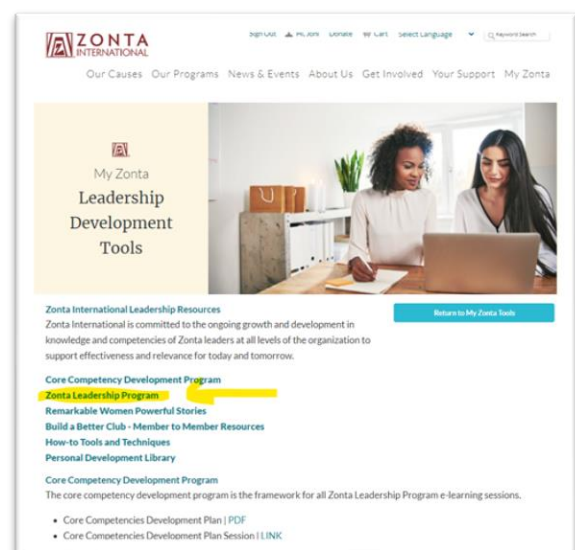 ZONTA
INTERNATIONAL
Sign Out Donate Cart Select Language Keyword Search
Our Causes Our Programs News & Events About Us Get Involved Your Support My Zonta
My Zonta
Leadership
Development
Tools
Zonta International Leadership Resources
Return to My Zonta Tools
Zonta International is committed to the ongoing growth and development in
knowledge and competencies of Zonta leaders at all levels of the organization to
support effectiveness and relevance for today and tomorrow.
Core Competency Development Program
Zonta Leadership Program
Remarkable Women Powerful Stories
Build a Better Club - Member to Member Resources
How-to Tools and Techniques
Personal Development Library
Core Competency Development Program
The core competency development program is the framework for all Zonta Leadership Program e-learning sessions.
• Core Competencies Development Plan | PDF
• Core Competencies Development Plan Session | LINK